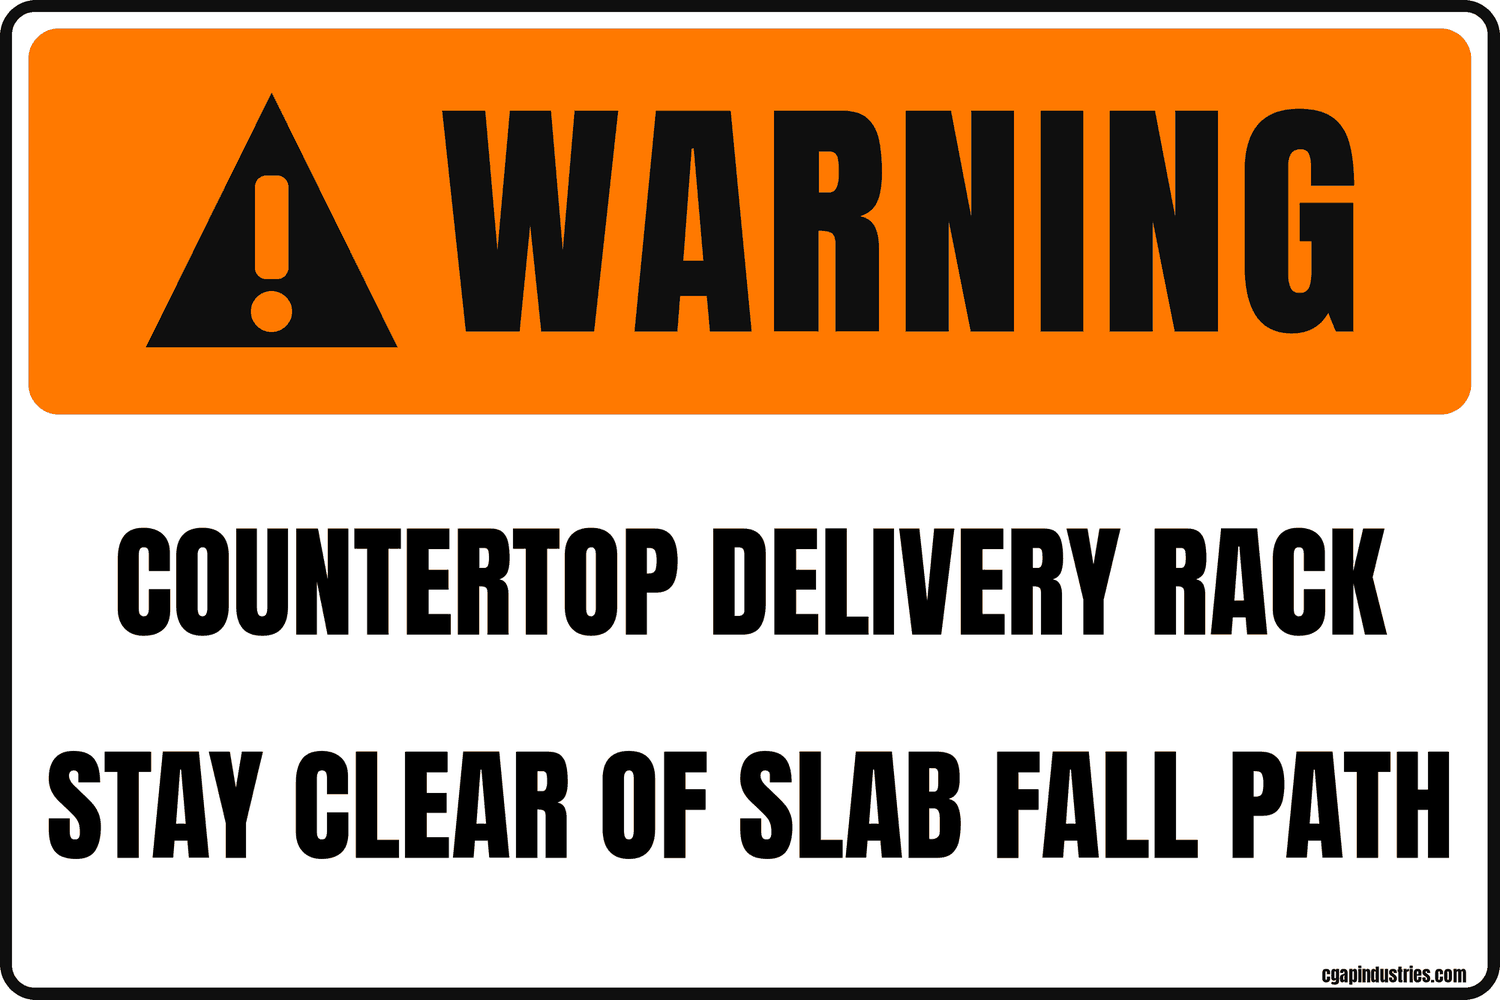 WARNING
COUNTERTOP DELIVERY RACK
STAY CLEAR OF SLAB FALL PATH
cgapindustries.com